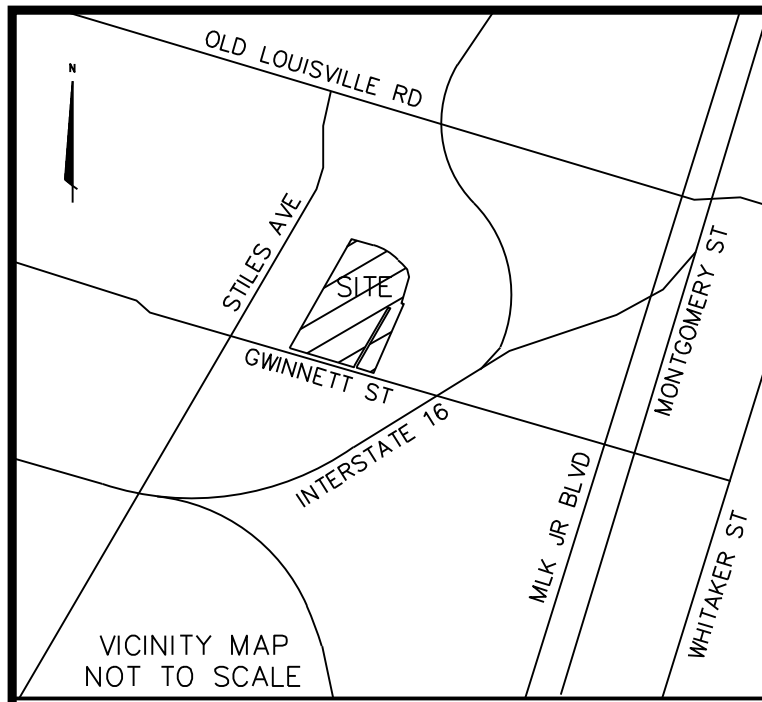 OLD LOUISVILLE RD
N
STILES AVE
SITE
MONTGOMERY ST
GWINNETT ST
INTERSTATE 16
MLK JR BLVD
WHITAKER ST
VICINITY MAP
NOT TO SCALE